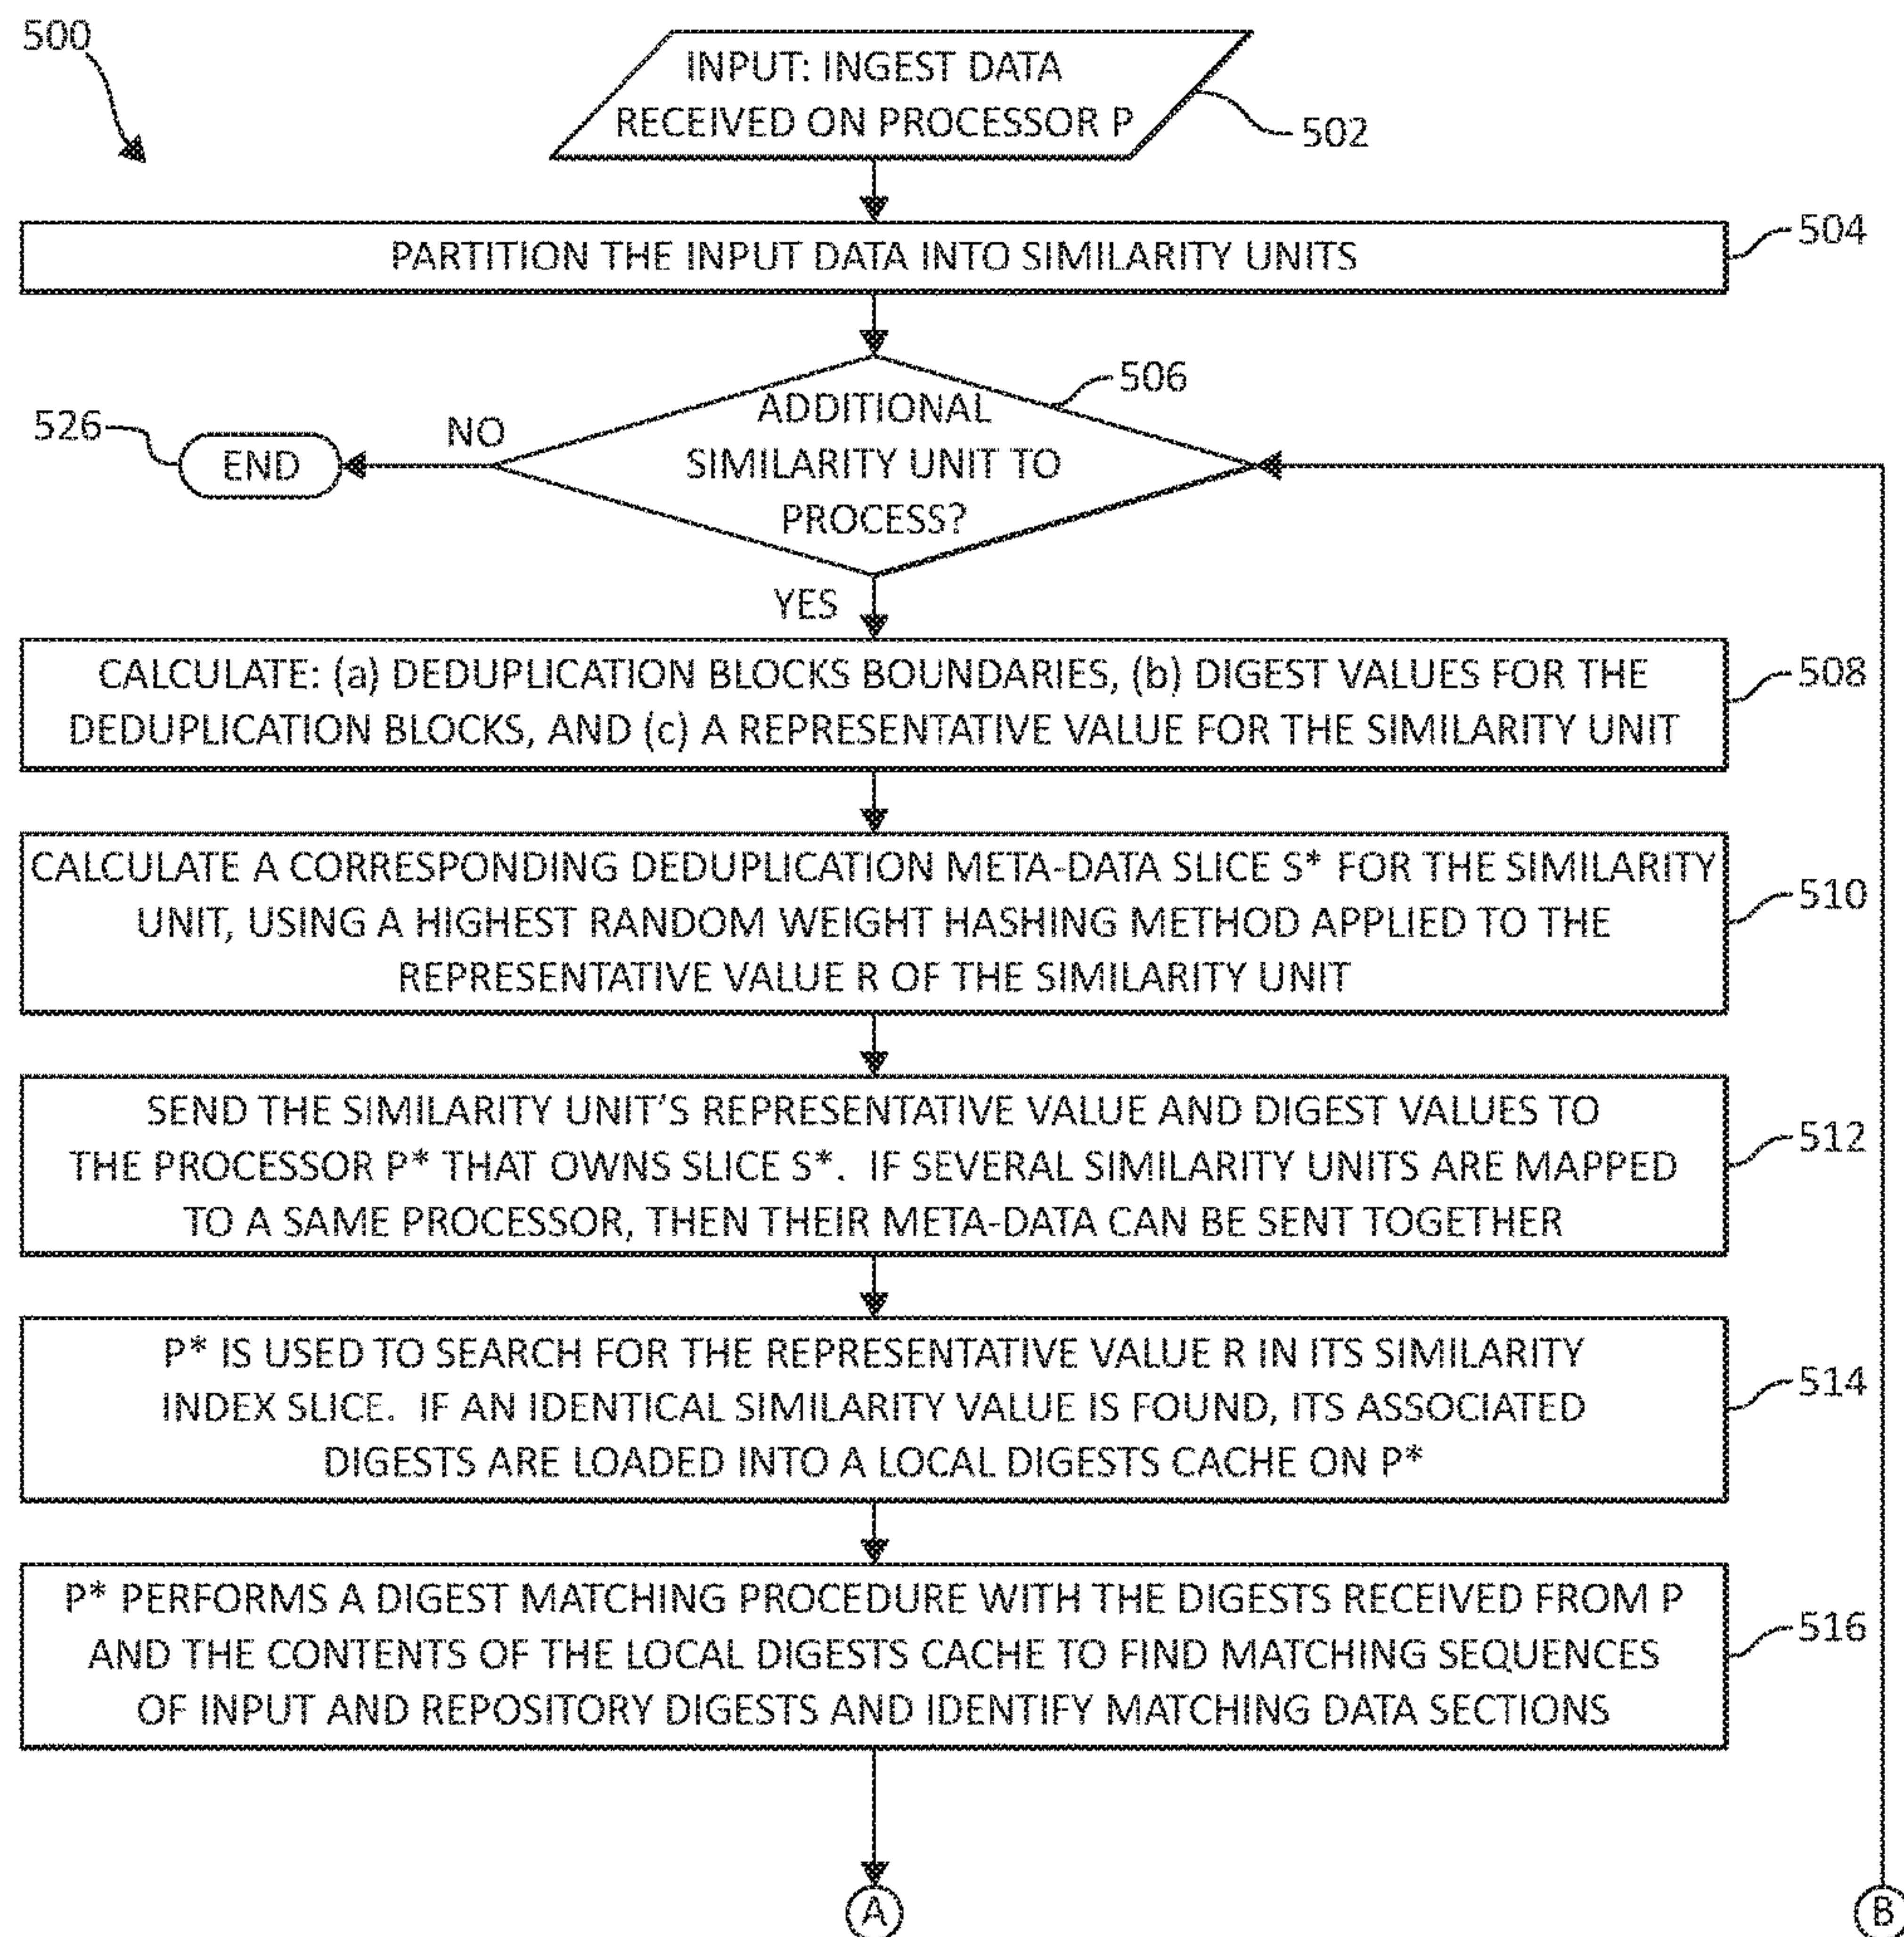 500
INPUT: INGEST DATA
RECEIVED ON PROCESSOR P
502
PARTITION THE INPUT DATA INTO SIMILARITY UNITS
504
ADDITIONAL
SIMILARITY UNIT TO
PROCESS?
506
NO
526
END
YES
CALCULATE: (a) DEDUPLICATION BLOCKS BOUNDARIES, (b) DIGEST VALUES FOR THE
DEDUPLICATION BLOCKS, AND (c) A REPRESENTATIVE VALUE FOR THE SIMILARITY UNIT
508
CALCULATE A CORRESPONDING DEDUPLICATION META-DATA SLICE S* FOR THE SIMILARITY
UNIT, USING A HIGHEST RANDOM WEIGHT HASHING METHOD APPLIED TO THE
REPRESENTATIVE VALUE R OF THE SIMILARITY UNIT
510
SEND THE SIMILARITY UNIT'S REPRESENTATIVE VALUE AND DIGEST VALUES TO
THE PROCESSOR P* THAT OWNS SLICE S*. IF SEVERAL SIMILARITY UNITS ARE MAPPED
TO A SAME PROCESSOR, THEN THEIR META-DATA CAN BE SENT TOGETHER
512
P* IS USED TO SEARCH FOR THE REPRESENTATIVE VALUE R IN ITS SIMILARITY
INDEX SLICE. IF AN IDENTICAL SIMILARITY VALUE IS FOUND, ITS ASSOCIATED
DIGESTS ARE LOADED INTO A LOCAL DIGESTS CACHE ON P*
514
P* PERFORMS A DIGEST MATCHING PROCEDURE WITH THE DIGESTS RECEIVED FROM P
AND THE CONTENTS OF THE LOCAL DIGESTS CACHE TO FIND MATCHING SEQUENCES
OF INPUT AND REPOSITORY DIGESTS AND IDENTIFY MATCHING DATA SECTIONS
516
A
B